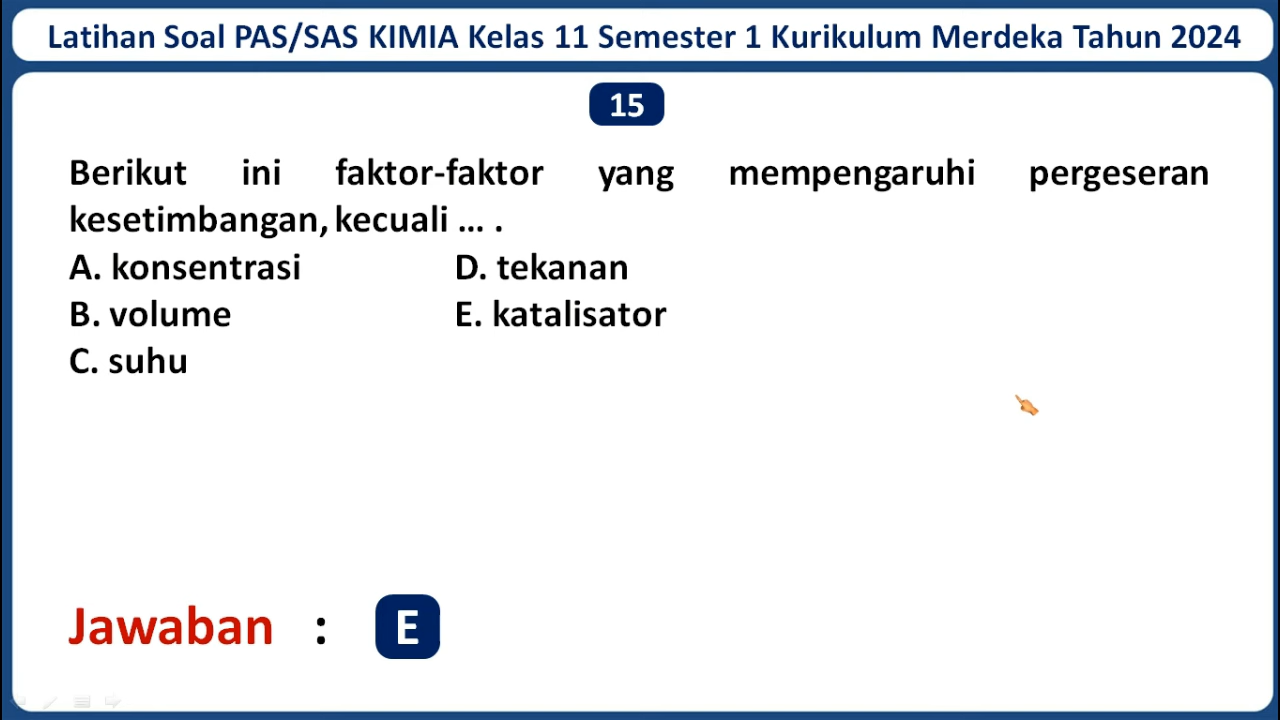 Latihan Soal PAS/SAS KIMIA Kelas 11 Semester 1 Kurikulum Merdeka Tahun 2024
15
Berikut ini faktor-faktor yang mempengaruhi pergeseran
kesetimbangan, kecuali ... .
A. konsentrasi D. tekanan
B. volume E. katalisator
C. suhu
Jawaban : E